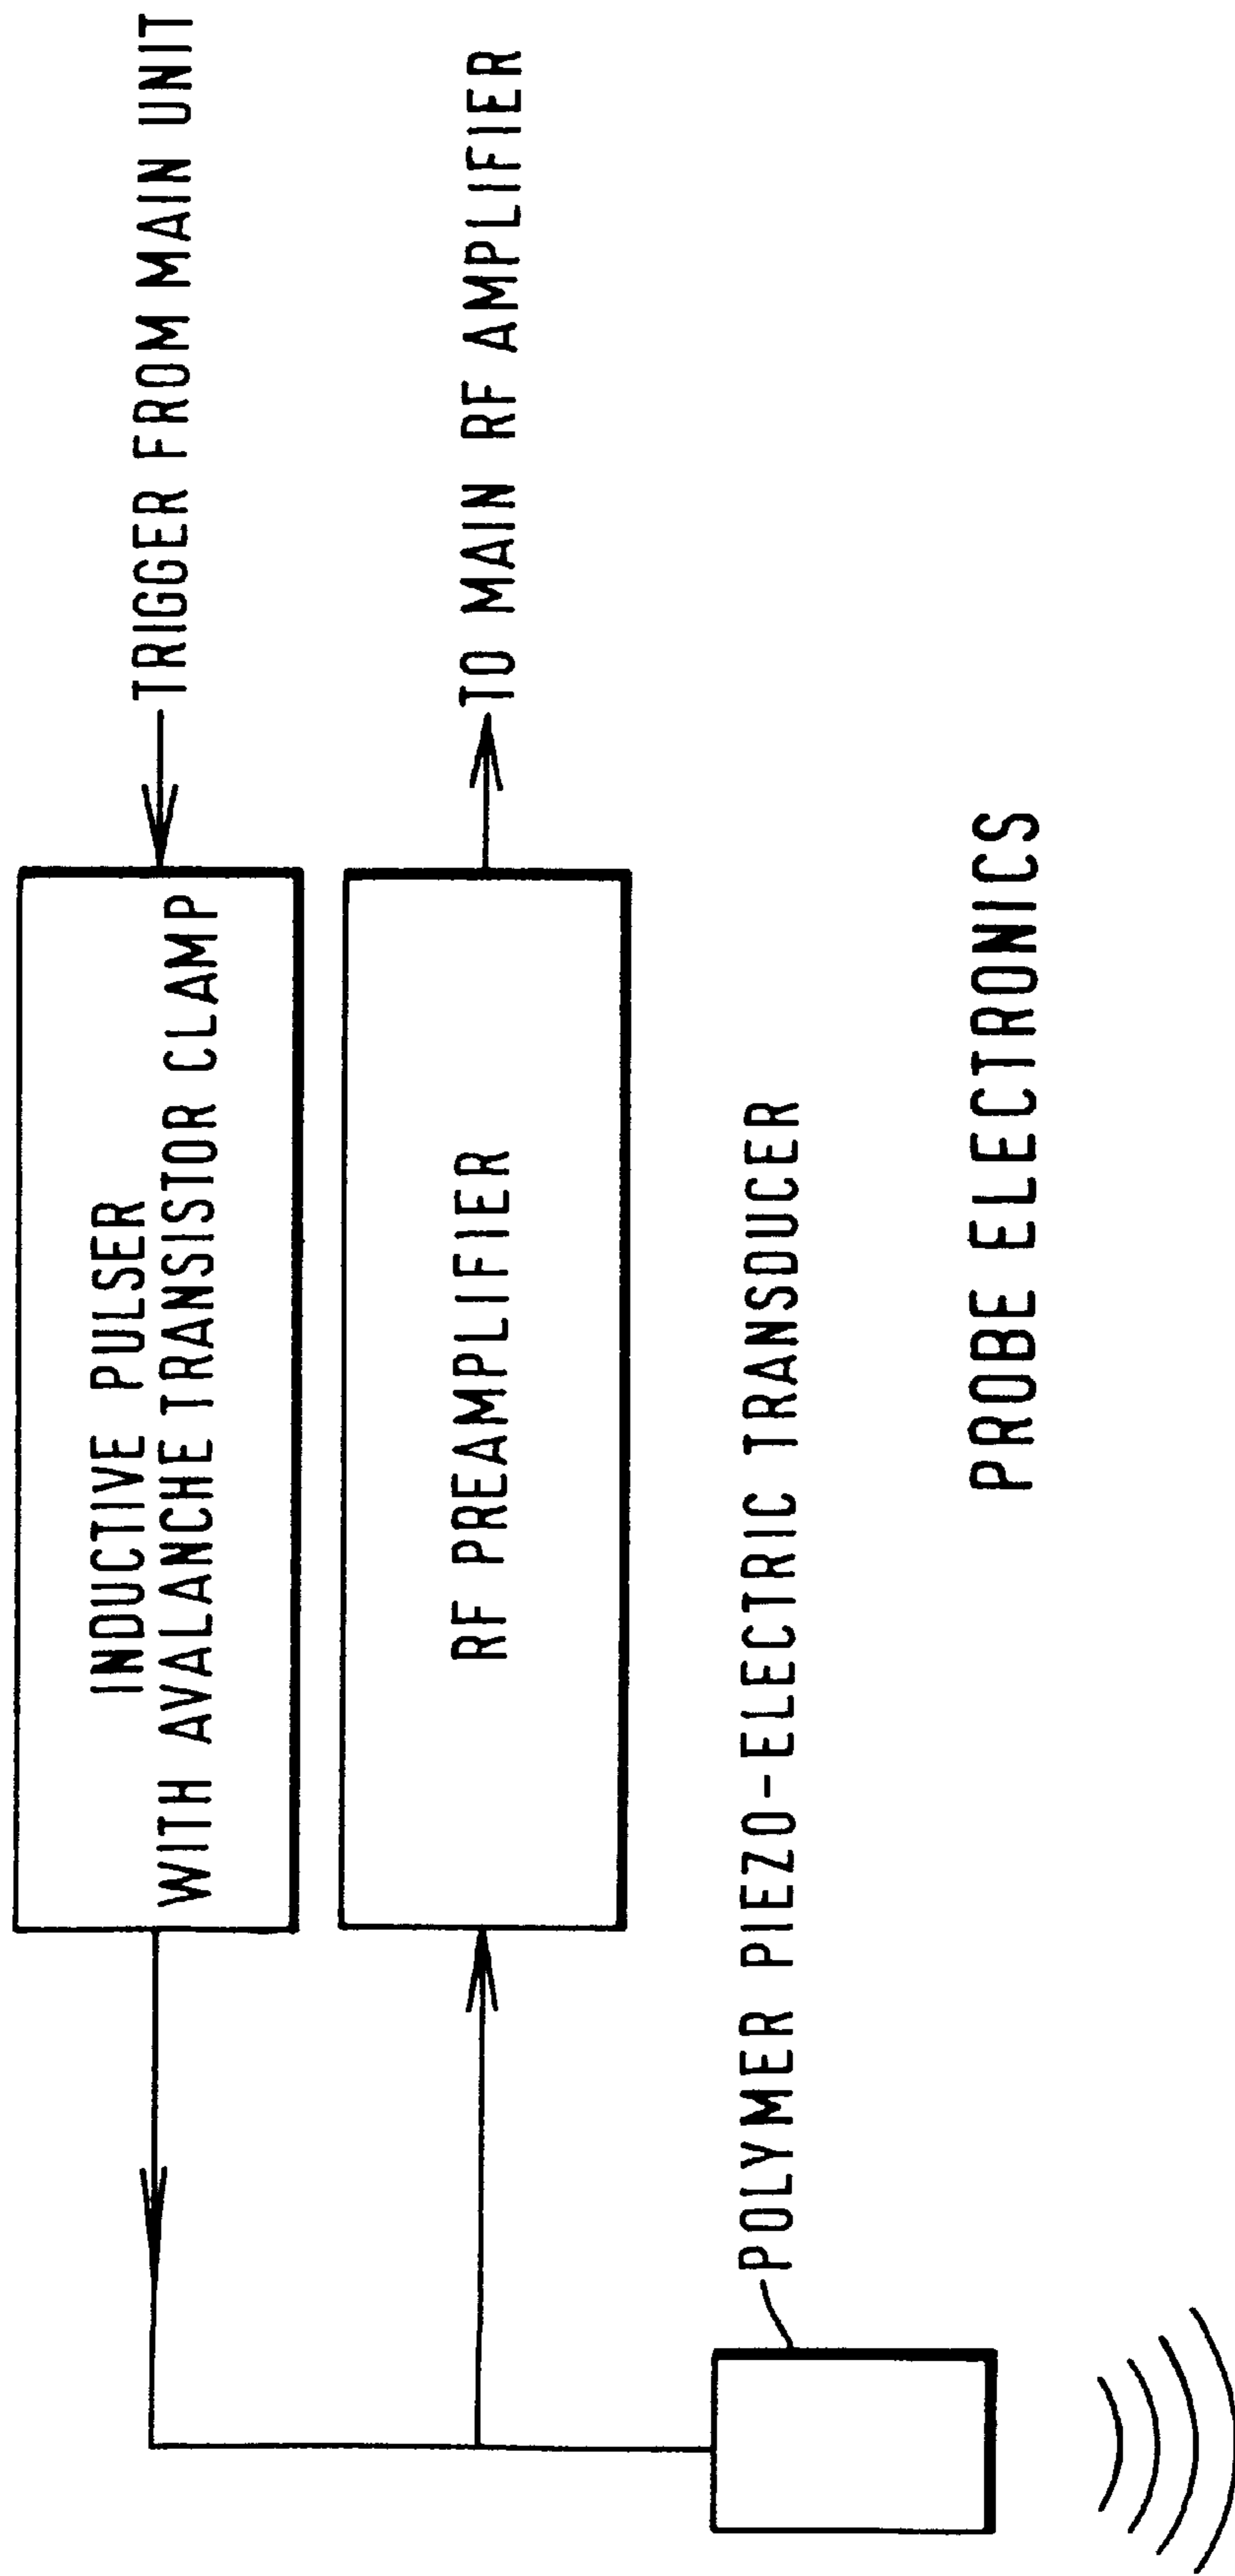 INDUCTIVE PULSER
WITH AVALANCHE TRANSISTOR CLAMP
TRIGGER FROM MAIN UNIT
RF PREAMPLIFIER
TO MAIN RF AMPLIFIER
POLYMER PIEZO-ELECTRIC TRANSDUCER
PROBE ELECTRONICS